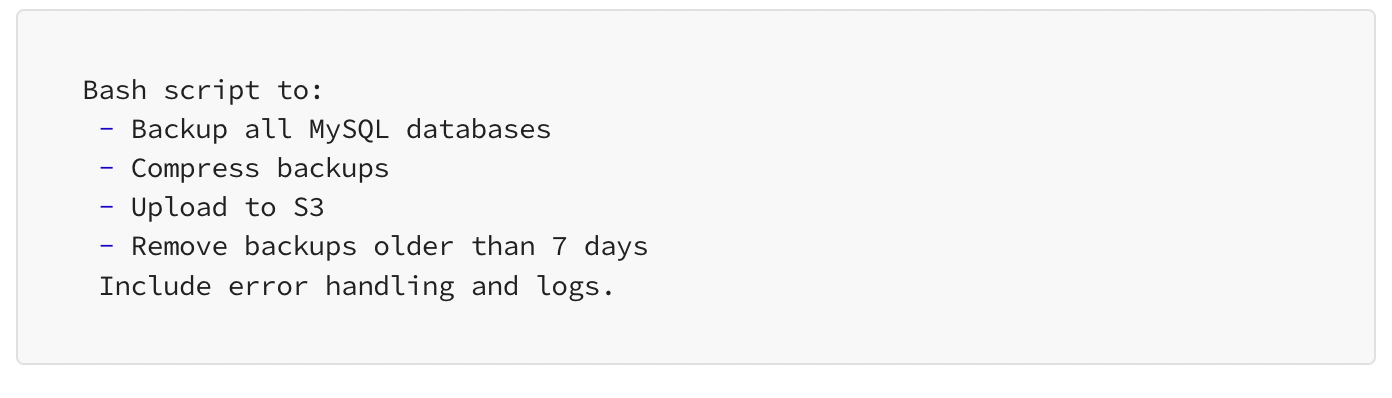 Bash script to:
- Backup all MySQL databases
- Compress backups
- Upload to S3
- Remove backups older than 7 days
Include error handling and logs.